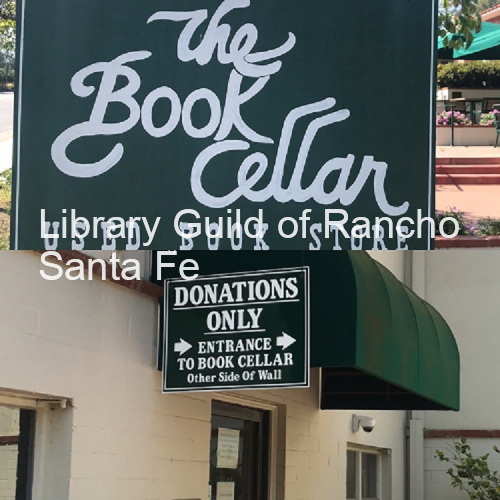 the
Book
Cellar
Library Guild of Rancho
USED BOOK STORE
Santa Fe
DONATIONS
ONLY
→ ENTRANCE →
TO BOOK CELLAR
Other Side Of Wall